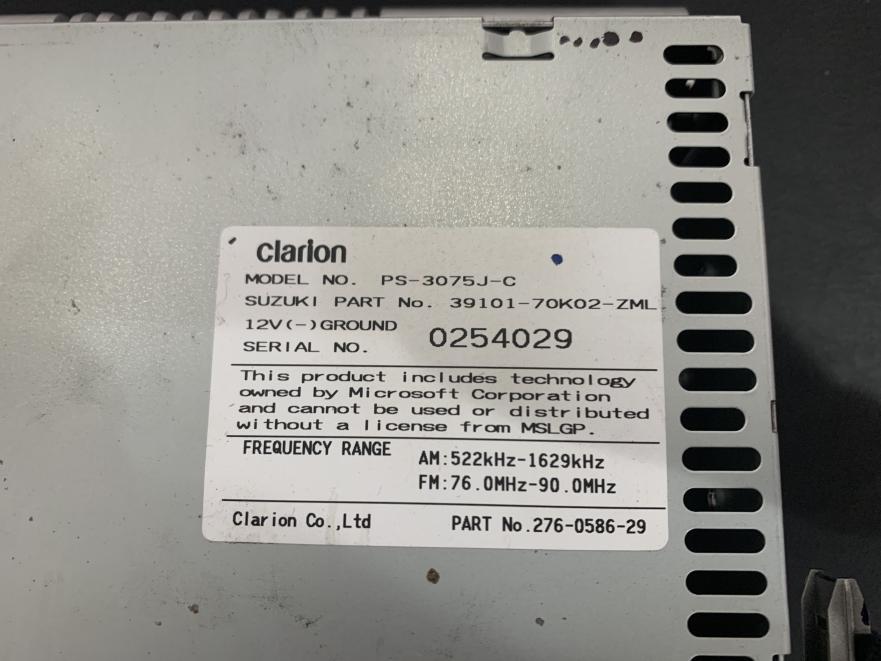 clarion
MODEL NO. PS-3075J-C
SUZUKI PART No. 39101-70K02-ZML
12V(-)GROUND
SERIAL NO. 0254029
This product includes technology
owned by Microsoft Corporation
and cannot be used or distributed
without a license from MSLGP.
FREQUENCY RANGE
AM:522kHz-1629kHz
FM:76.0MHz-90.0MHz
Clarion Co.,Ltd PART No.276-0586-29